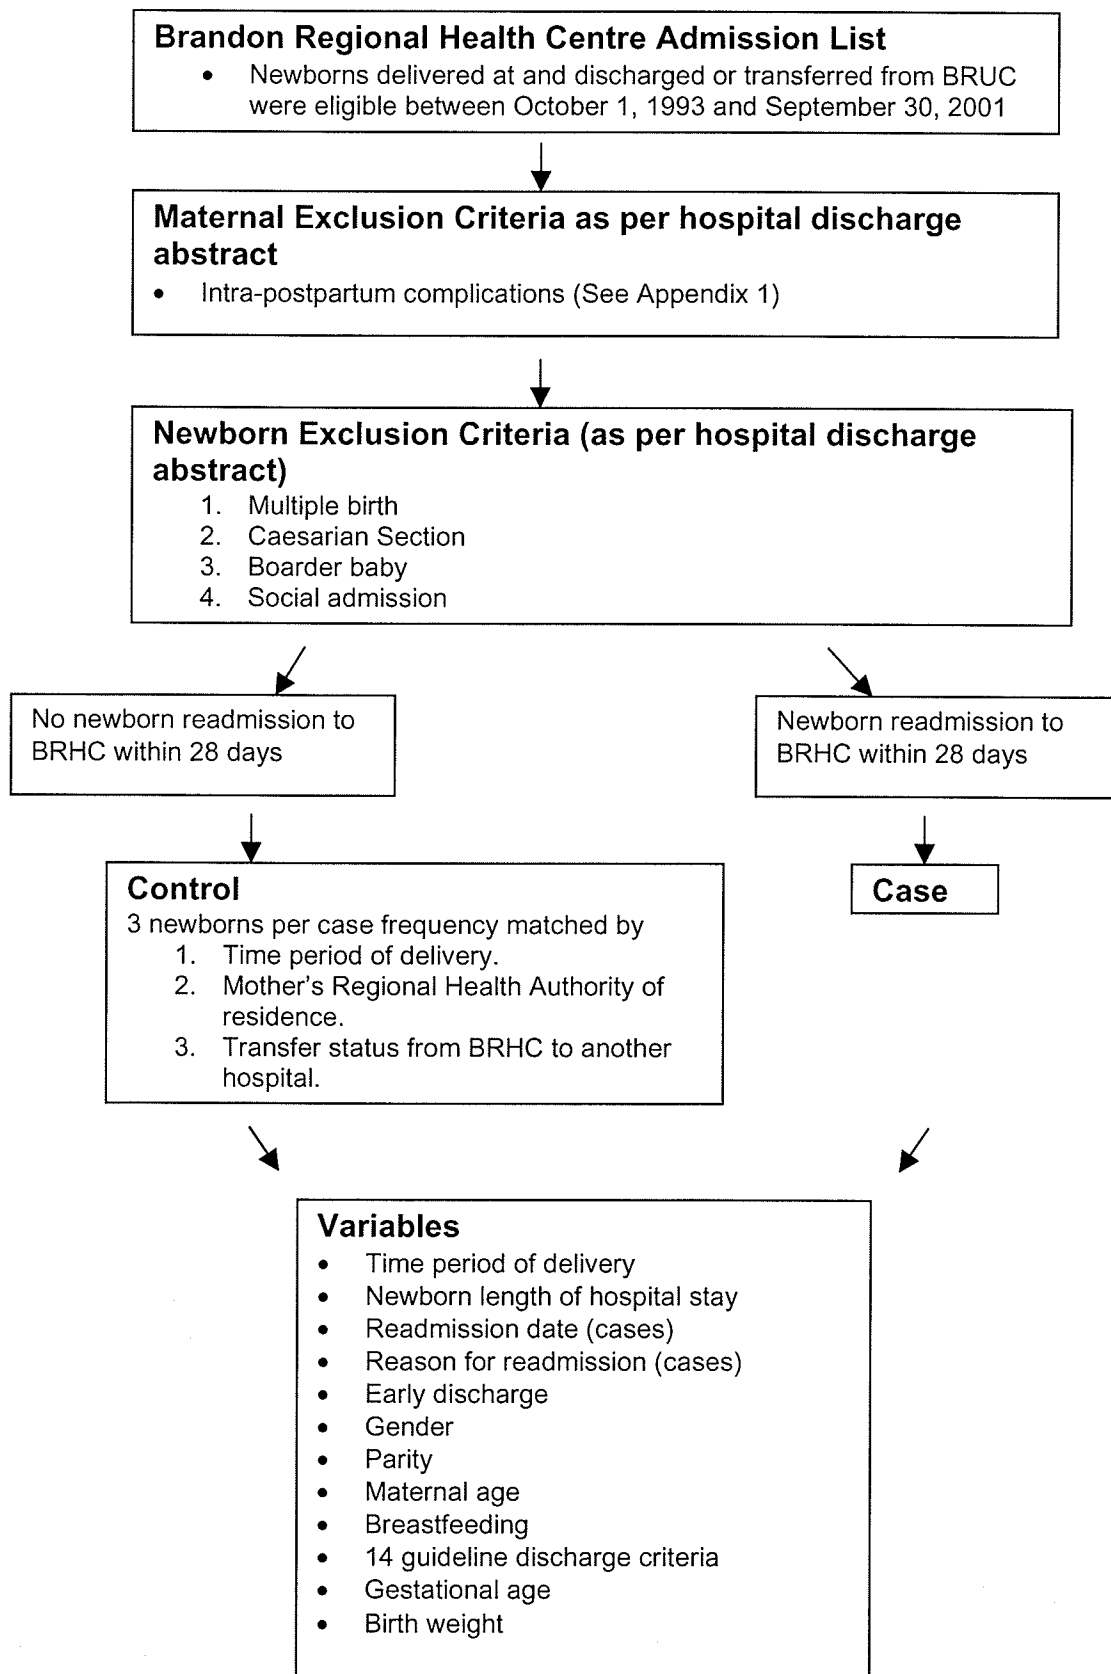 Brandon Regional Health Centre Admission List
• Newborns delivered at and discharged or transferred from BRUC
were eligible between October 1, 1993 and September 30, 2001
Maternal Exclusion Criteria as per hospital discharge
abstract
• Intra-postpartum complications (See Appendix 1)
Newborn Exclusion Criteria (as per hospital discharge
abstract)
1. Multiple birth
2. Caesarian Section
3. Boarder baby
4. Social admission
No newborn readmission to
BRHC within 28 days
Newborn readmission to
BRHC within 28 days
Control
3 newborns per case frequency matched by
1. Time period of delivery.
2. Mother's Regional Health Authority of
residence.
3. Transfer status from BRHC to another
hospital.
Case
Variables
• Time period of delivery
• Newborn length of hospital stay
• Readmission date (cases)
• Reason for readmission (cases)
• Early discharge
• Gender
• Parity
• Maternal age
• Breastfeeding
• 14 guideline discharge criteria
• Gestational age
• Birth weight